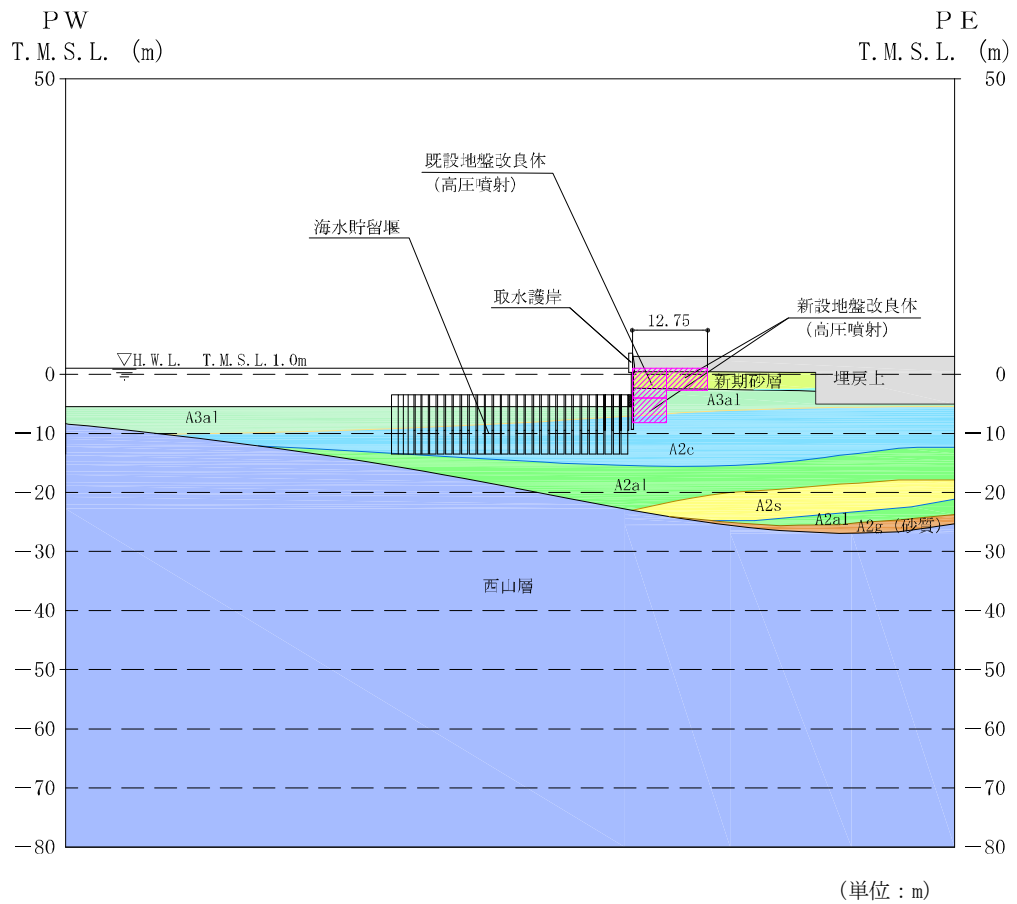 PW
PE
T.M.S.L. (m)
T.M.S.L. (m)
50
50
既設地盤改良体
(高圧噴射)
海水貯留堰
取水護岸
12.75
新設地盤改良体
(高圧噴射)
▽H.W.L. T.M.S.L.1.0m
0
新期砂層
埋戻土
0
A3al
A3al
−10
−10
A2c
A2al
−20
−20
A2s
A2al
A2g (砂質)
−30
−30
西山層
−40
−40
−50
−50
−60
−60
−70
−70
−80
−80
(単位:m)